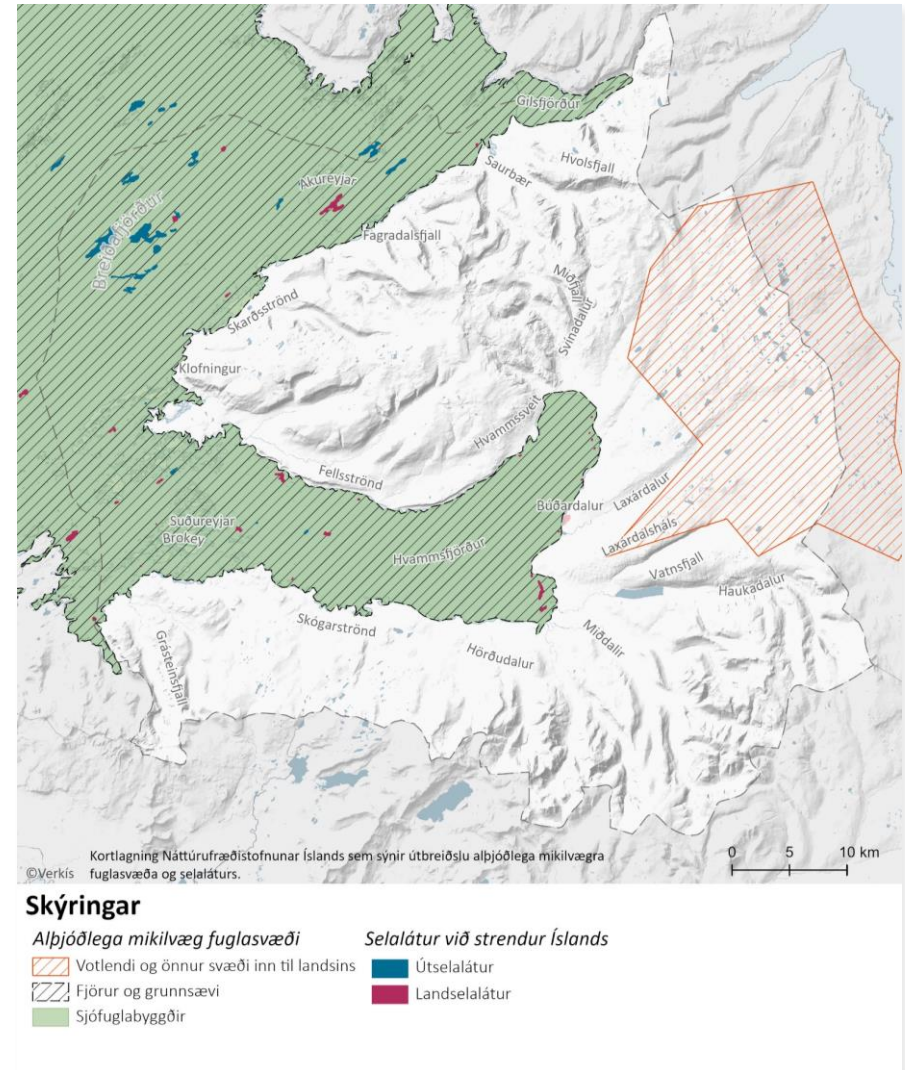 Gilsfjörður
Hvolsfjall
Saurbær
Akureyjar
Breiðafjörður
Fagradalsfjall
Miðfjall
Svínadalur
Skarðsströnd
Klofningur
Hvammssveit
Fellsströnd
Búðardalur
Laxárdalur
Suðureyjar
Brokey
Hvammsfjörður
Laxárdalsháls
Vatnsfjall
Haukadalur
Skógarströnd
Miðdalir
Hörðudalur
Grásteinsfjall
0 5 10 km
Kortlagning Náttúrufræðistofnunar Íslands sem sýnir útbreiðslu alþjóðlega mikilvægra
©Verkís fuglasvæða og selaláturs.
Skýringar
Alþjóðlega mikilvæg fuglasvæði
Votlendi og önnur svæði inn til landsins
Fjörur og grunnsævi
Sjófuglabyggðir
Selalátur við strendur Íslands
Útselalátur
Landselalátur